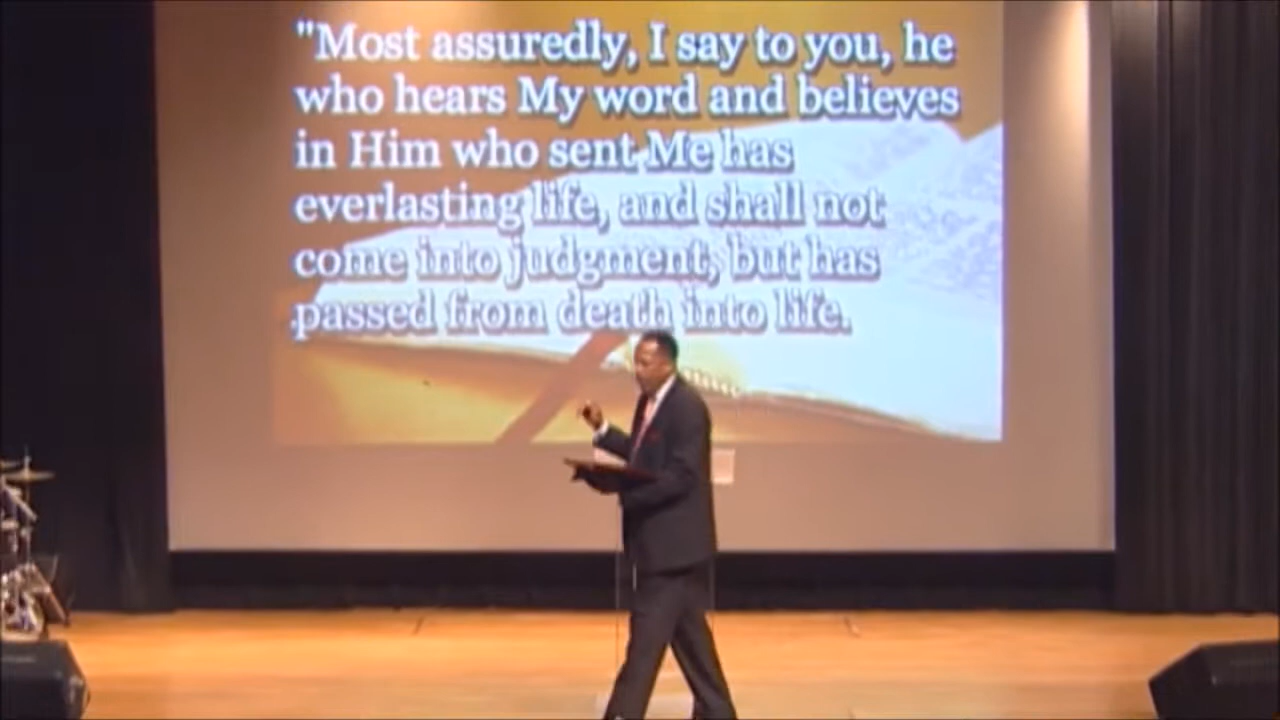 "Most assuredly, I say to you, he
who hears My word and believes
in Him who sent Me has
everlasting life, and shall not
come into judgment, but has
passed from death into life.